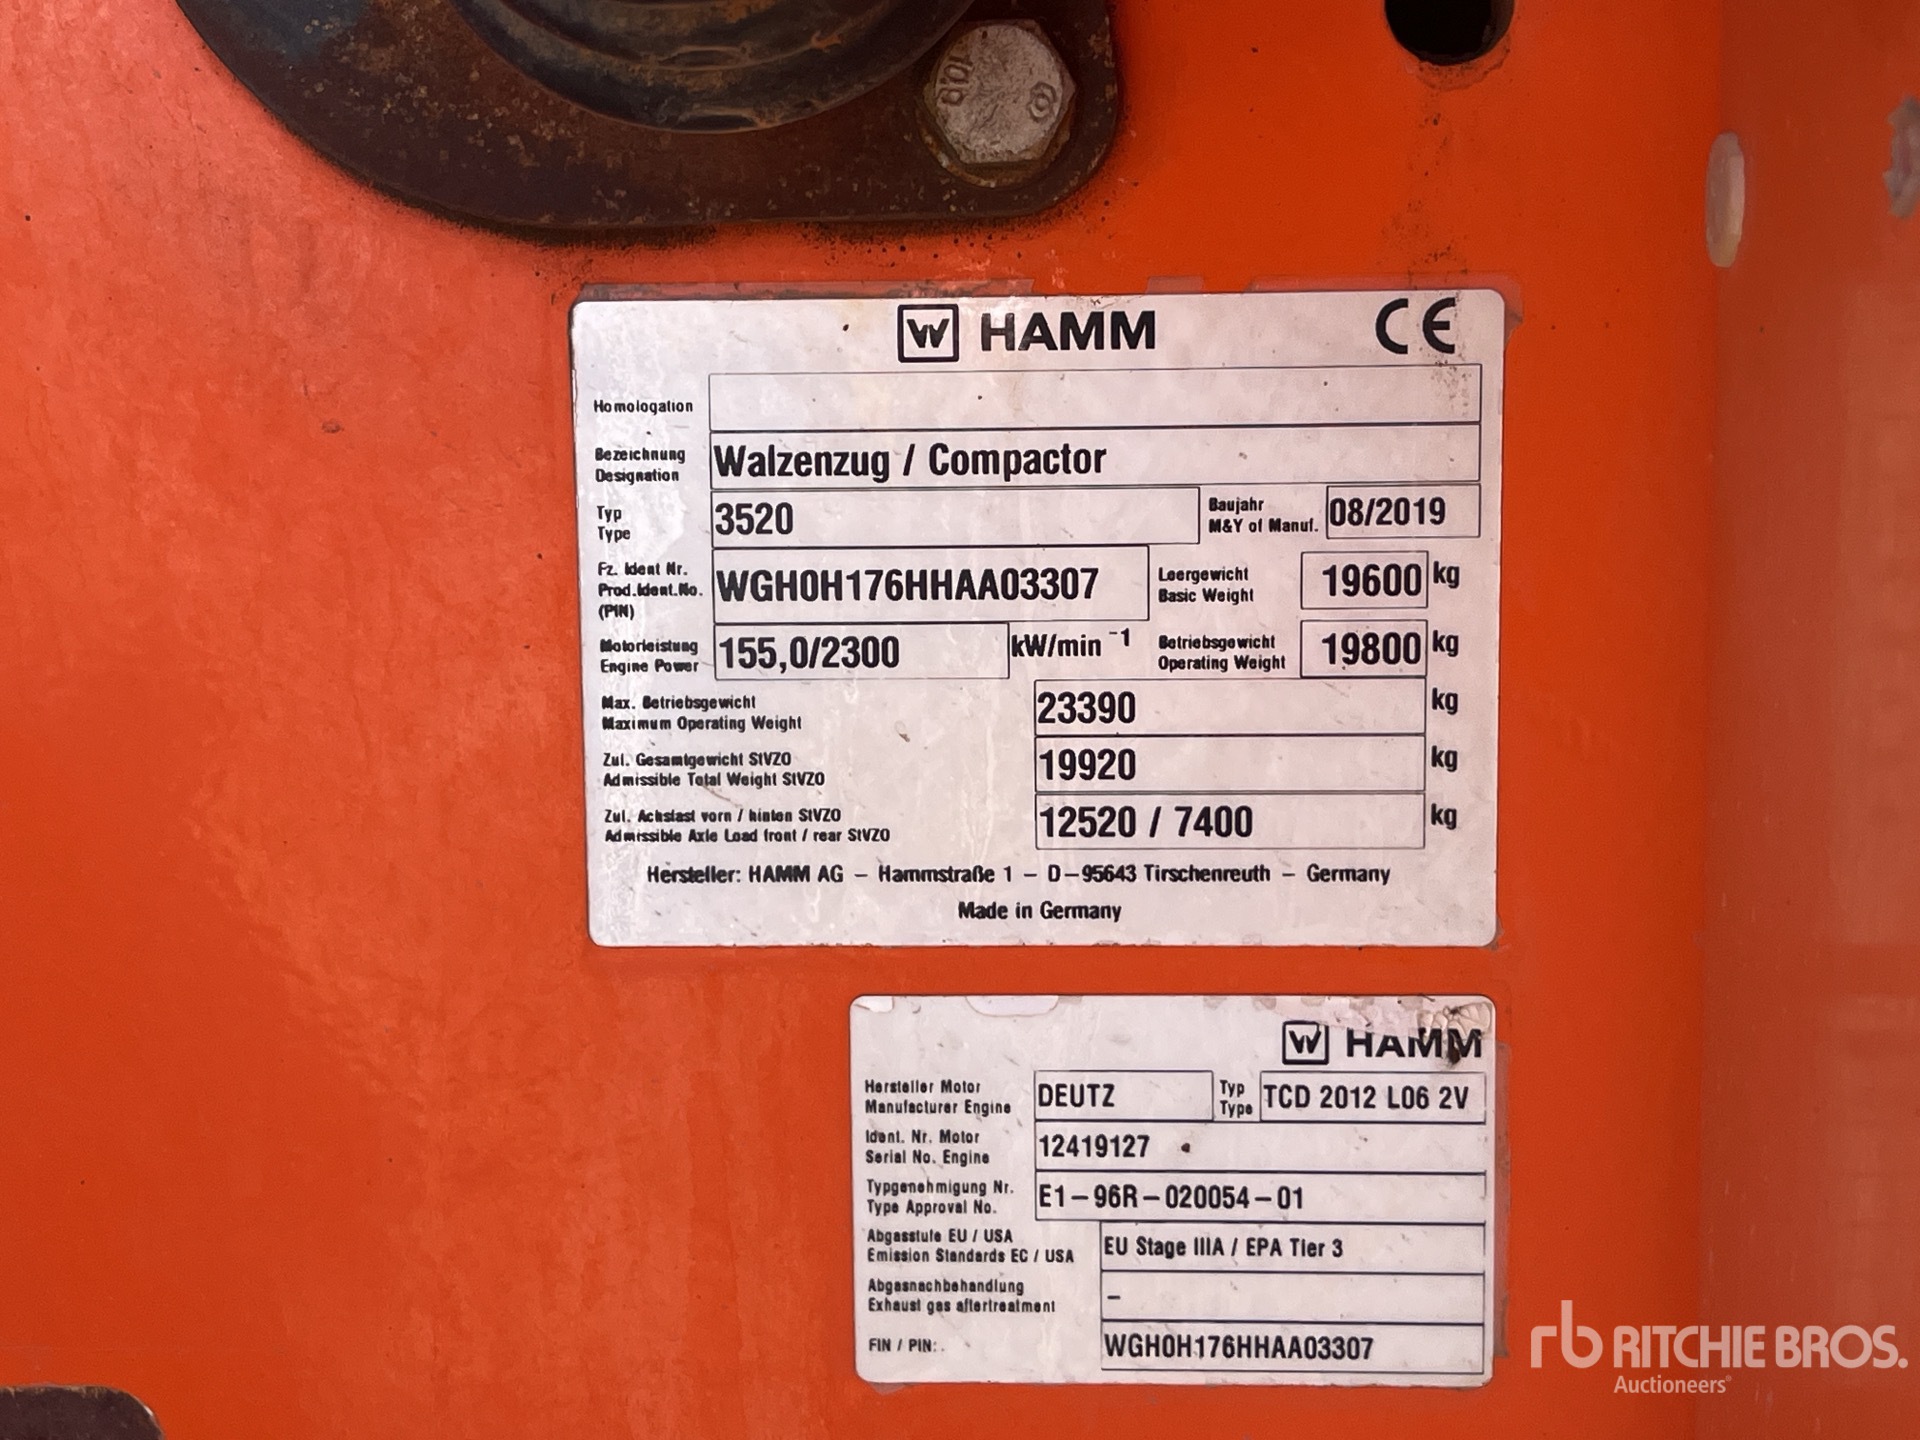 10.9
W HAMM CE
Homologation
Bezeichnung
Designation
Walzenzug / Compactor
Typ
Type
3520
Baujahr
M&Y of Manuf.
08/2019
Fz. Ident Nr.
Prod.Ident.No.
(PIN)
WGH0H176HHAA03307
Leergewicht
Basic Weight
19600 kg
Motorleistung
Engine Power
155,0/2300 kW/min⁻¹
Betriebsgewicht
Operating Weight
19800 kg
Max. Betriebsgewicht
Maximum Operating Weight
23390 kg
Zul. Gesamtgewicht StVZO
Admissible Total Weight StVZO
19920 kg
Zul. Achslast vorn / hinten StVZO
Admissible Axle Load front / rear StVZO
12520 / 7400 kg
Hersteller: HAMM AG – Hammstraße 1 – D–95643 Tirschenreuth – Germany
Made in Germany
W HAMM
Hersteller Motor
Manufacturer Engine
DEUTZ
Typ
Type
TCD 2012 L06 2V
Ident. Nr. Motor
Serial No. Engine
12419127
Typgenehmigung Nr.
Type Approval No.
E1–96R–020054–01
Abgasstufe EU / USA
Emission Standards EC / USA
EU Stage IIIA / EPA Tier 3
Abgasnachbehandlung
Exhaust gas aftertreatment
–
FIN / PIN:
WGH0H176HHAA03307
rb RITCHIE BROS.
Auctioneers®